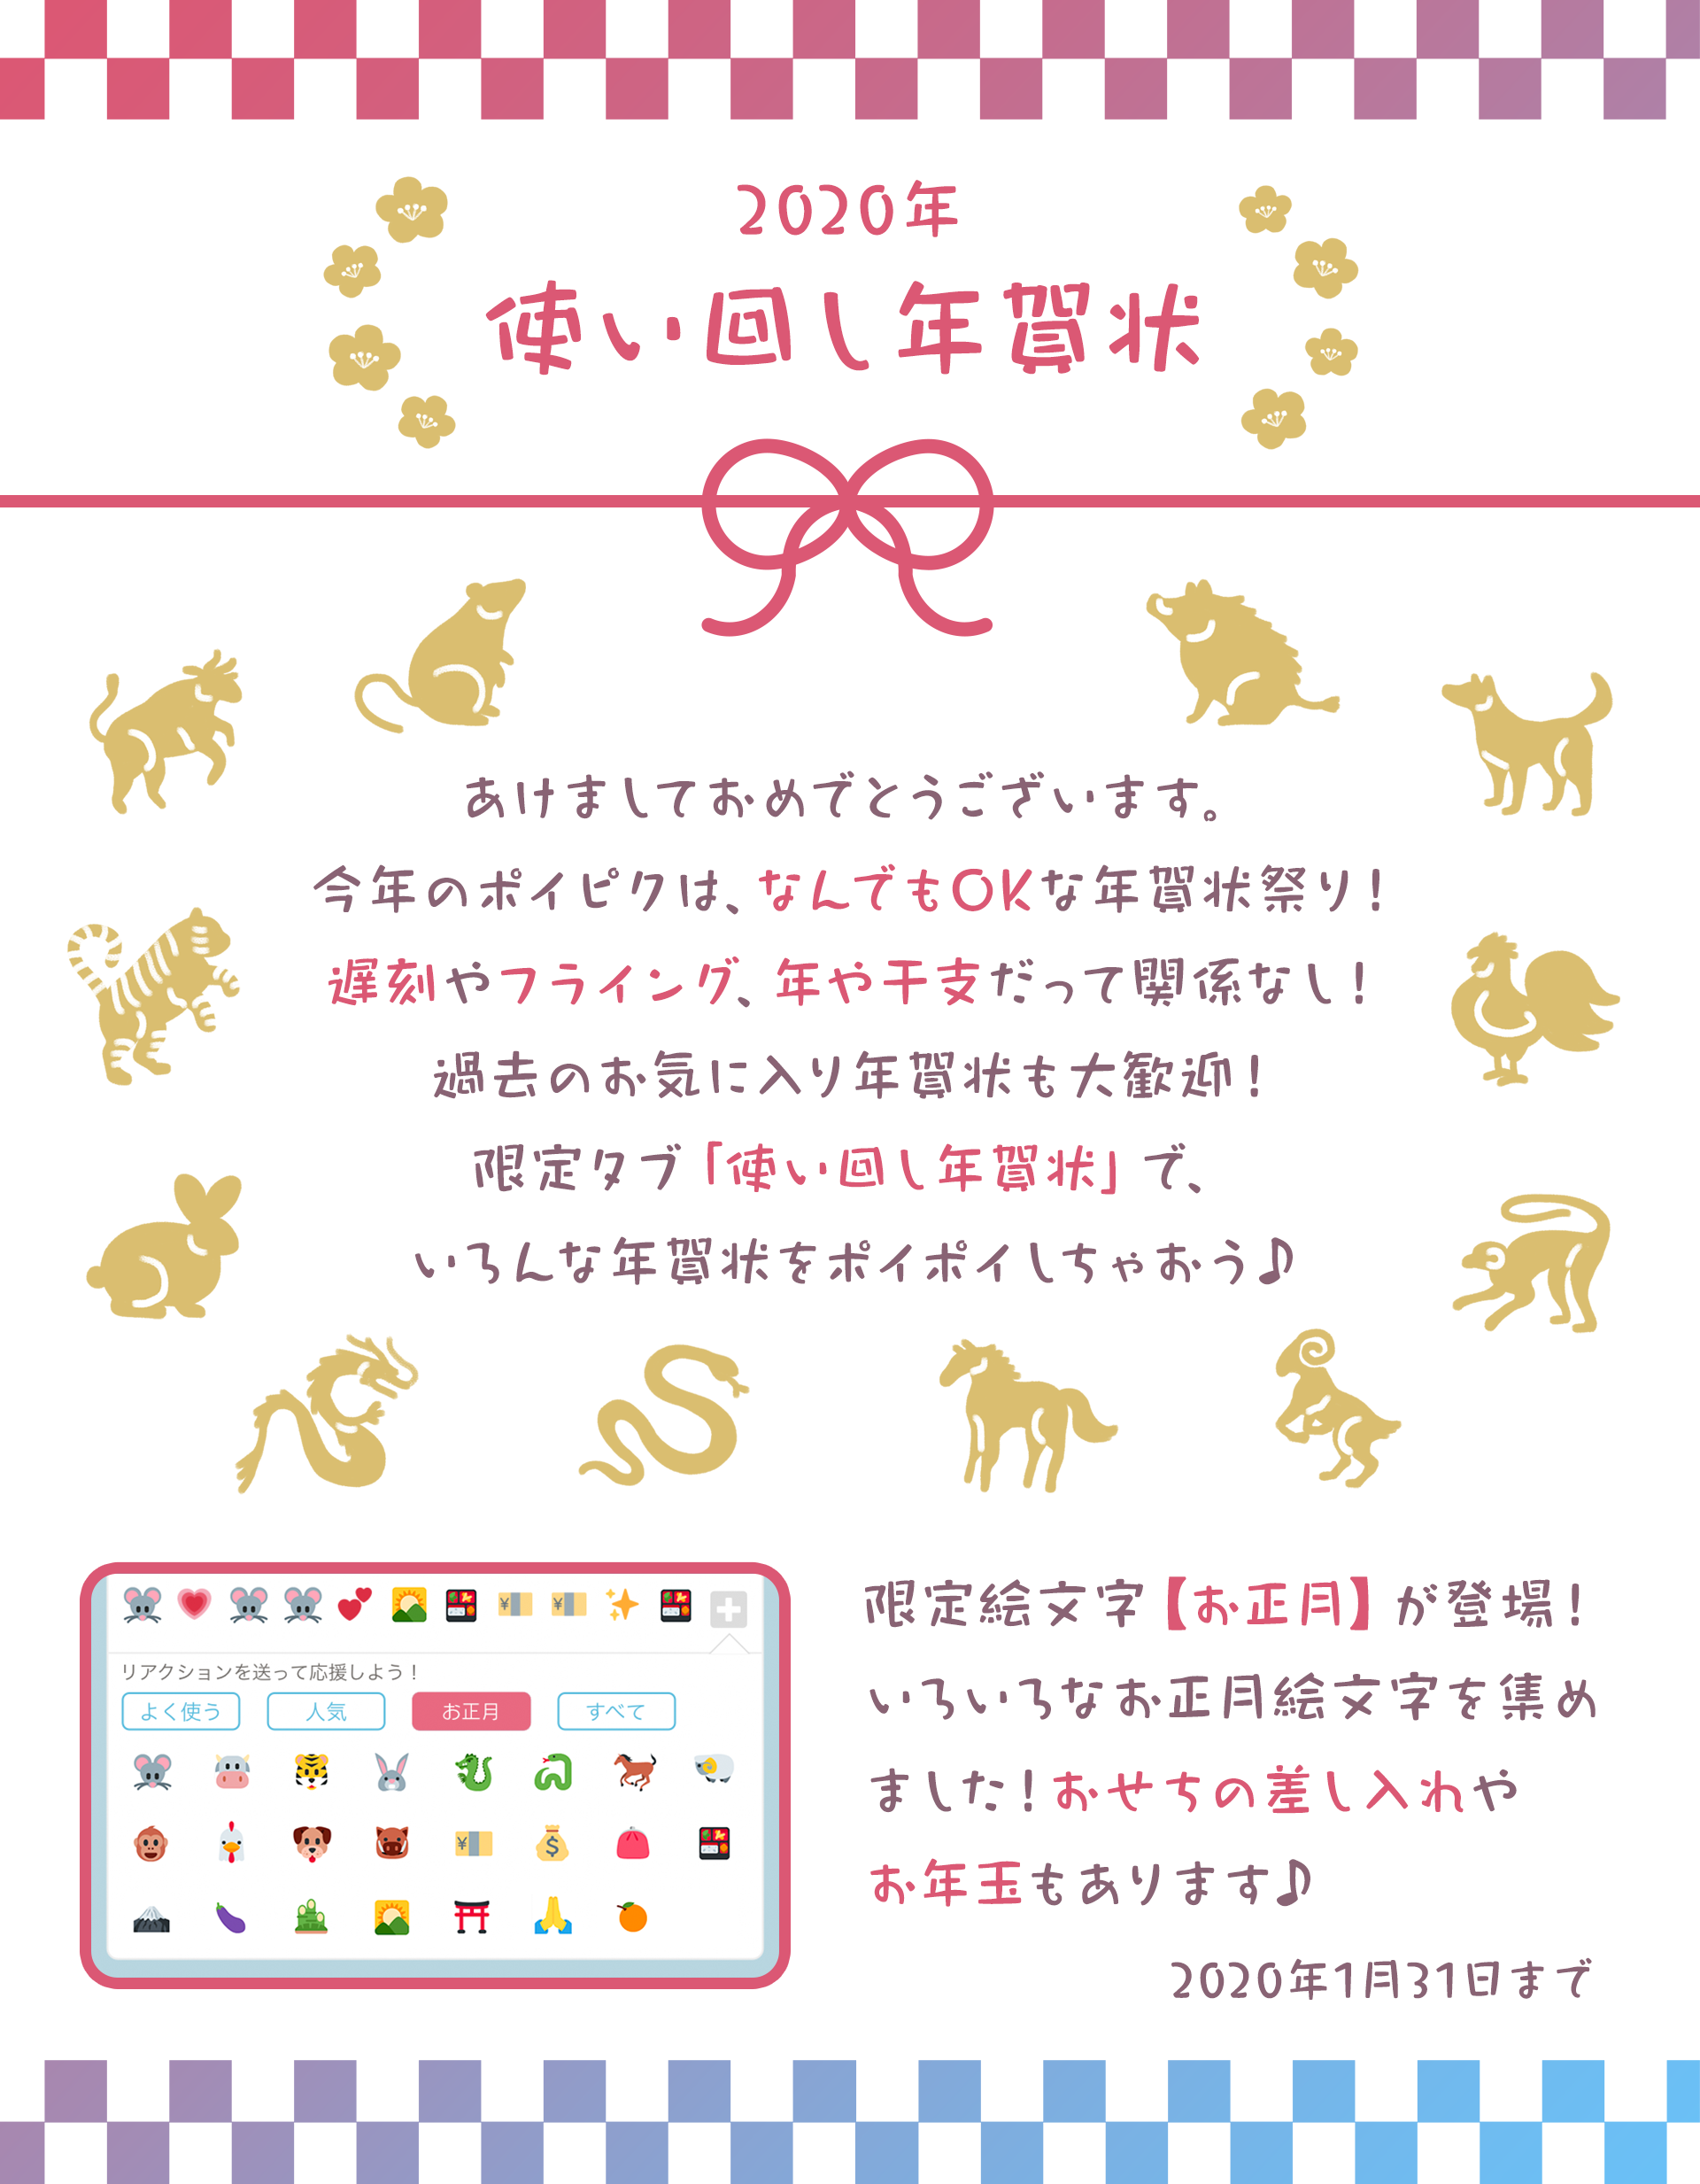 2020年
使い回し年賀状
あけましておめでとうございます。
今年のポイピクは、なんでもOKな年賀状祭り！
遅刻やフライング、年や干支だって関係なし！
過去のお気に入り年賀状も大歓迎！
限定タブ「使い回し年賀状」で、
いろんな年賀状をポイポイしちゃおう♪
リアクションを送って応援しよう！
よく使う 人気 お正月 すべて
限定絵文字【お正月】が登場！
いろいろなお正月絵文字を集め
ました！おせちの差し入れや
お年玉もあります♪
2020年1月31日まで